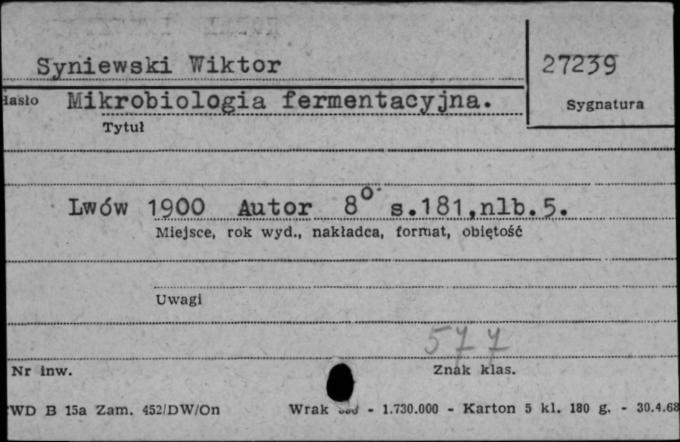 Syniewski Wiktor
27239
Hasło Mikrobiologia fermentacyjna.
Sygnatura
Tytuł
Lwów 1900 Autor 8° s.181,nlb.5.
Miejsce, rok wyd., nakładca, format, objętość
Uwagi
577
Nr inw.
Znak klas.
WD B 15a Zam. 452/DW/On
Wrak - 1.730.000 - Karton 5 kl. 180 g. - 30.4.68